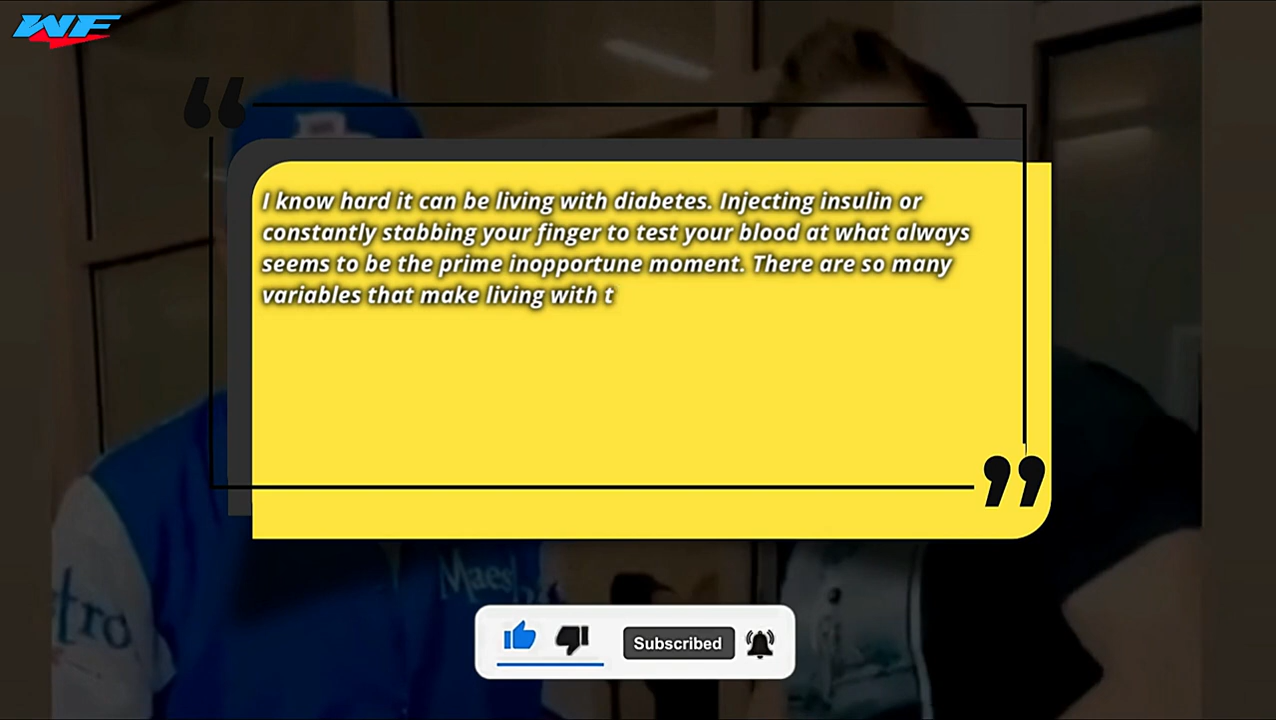 WF
I know hard it can be living with diabetes. Injecting insulin or
constantly stabbing your finger to test your blood at what always
seems to be the prime inopportune moment. There are so many
variables that make living with t
tro
Maest
Subscribed